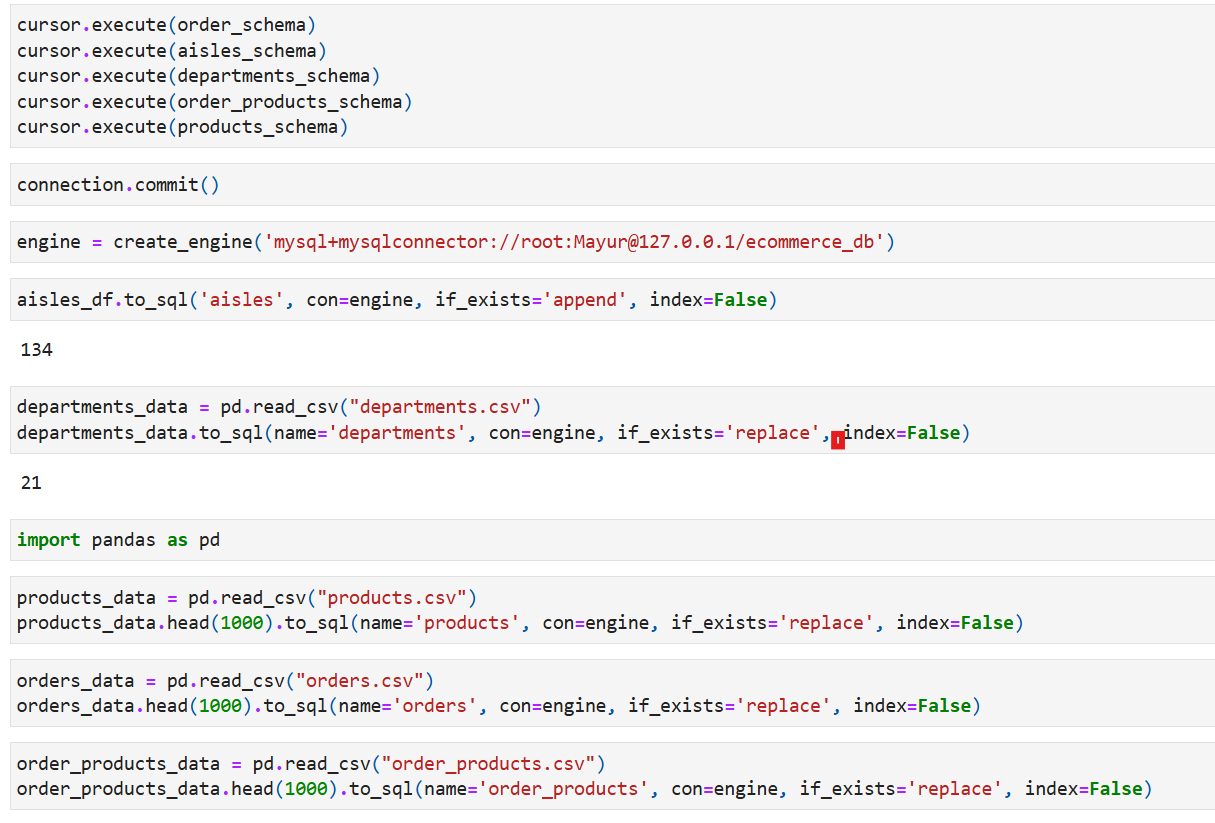 cursor.execute(order_schema)
cursor.execute(aisles_schema)
cursor.execute(departments_schema)
cursor.execute(order_products_schema)
cursor.execute(products_schema)
connection.commit()
engine = create_engine('mysql+mysqlconnector://root:Mayur@127.0.0.1/ecommerce_db')
aisles_df.to_sql('aisles', con=engine, if_exists='append', index=False)
134
departments_data = pd.read_csv("departments.csv")
departments_data.to_sql(name='departments', con=engine, if_exists='replace', index=False)
21
import pandas as pd
products_data = pd.read_csv("products.csv")
products_data.head(1000).to_sql(name='products', con=engine, if_exists='replace', index=False)
orders_data = pd.read_csv("orders.csv")
orders_data.head(1000).to_sql(name='orders', con=engine, if_exists='replace', index=False)
order_products_data = pd.read_csv("order_products.csv")
order_products_data.head(1000).to_sql(name='order_products', con=engine, if_exists='replace', index=False)